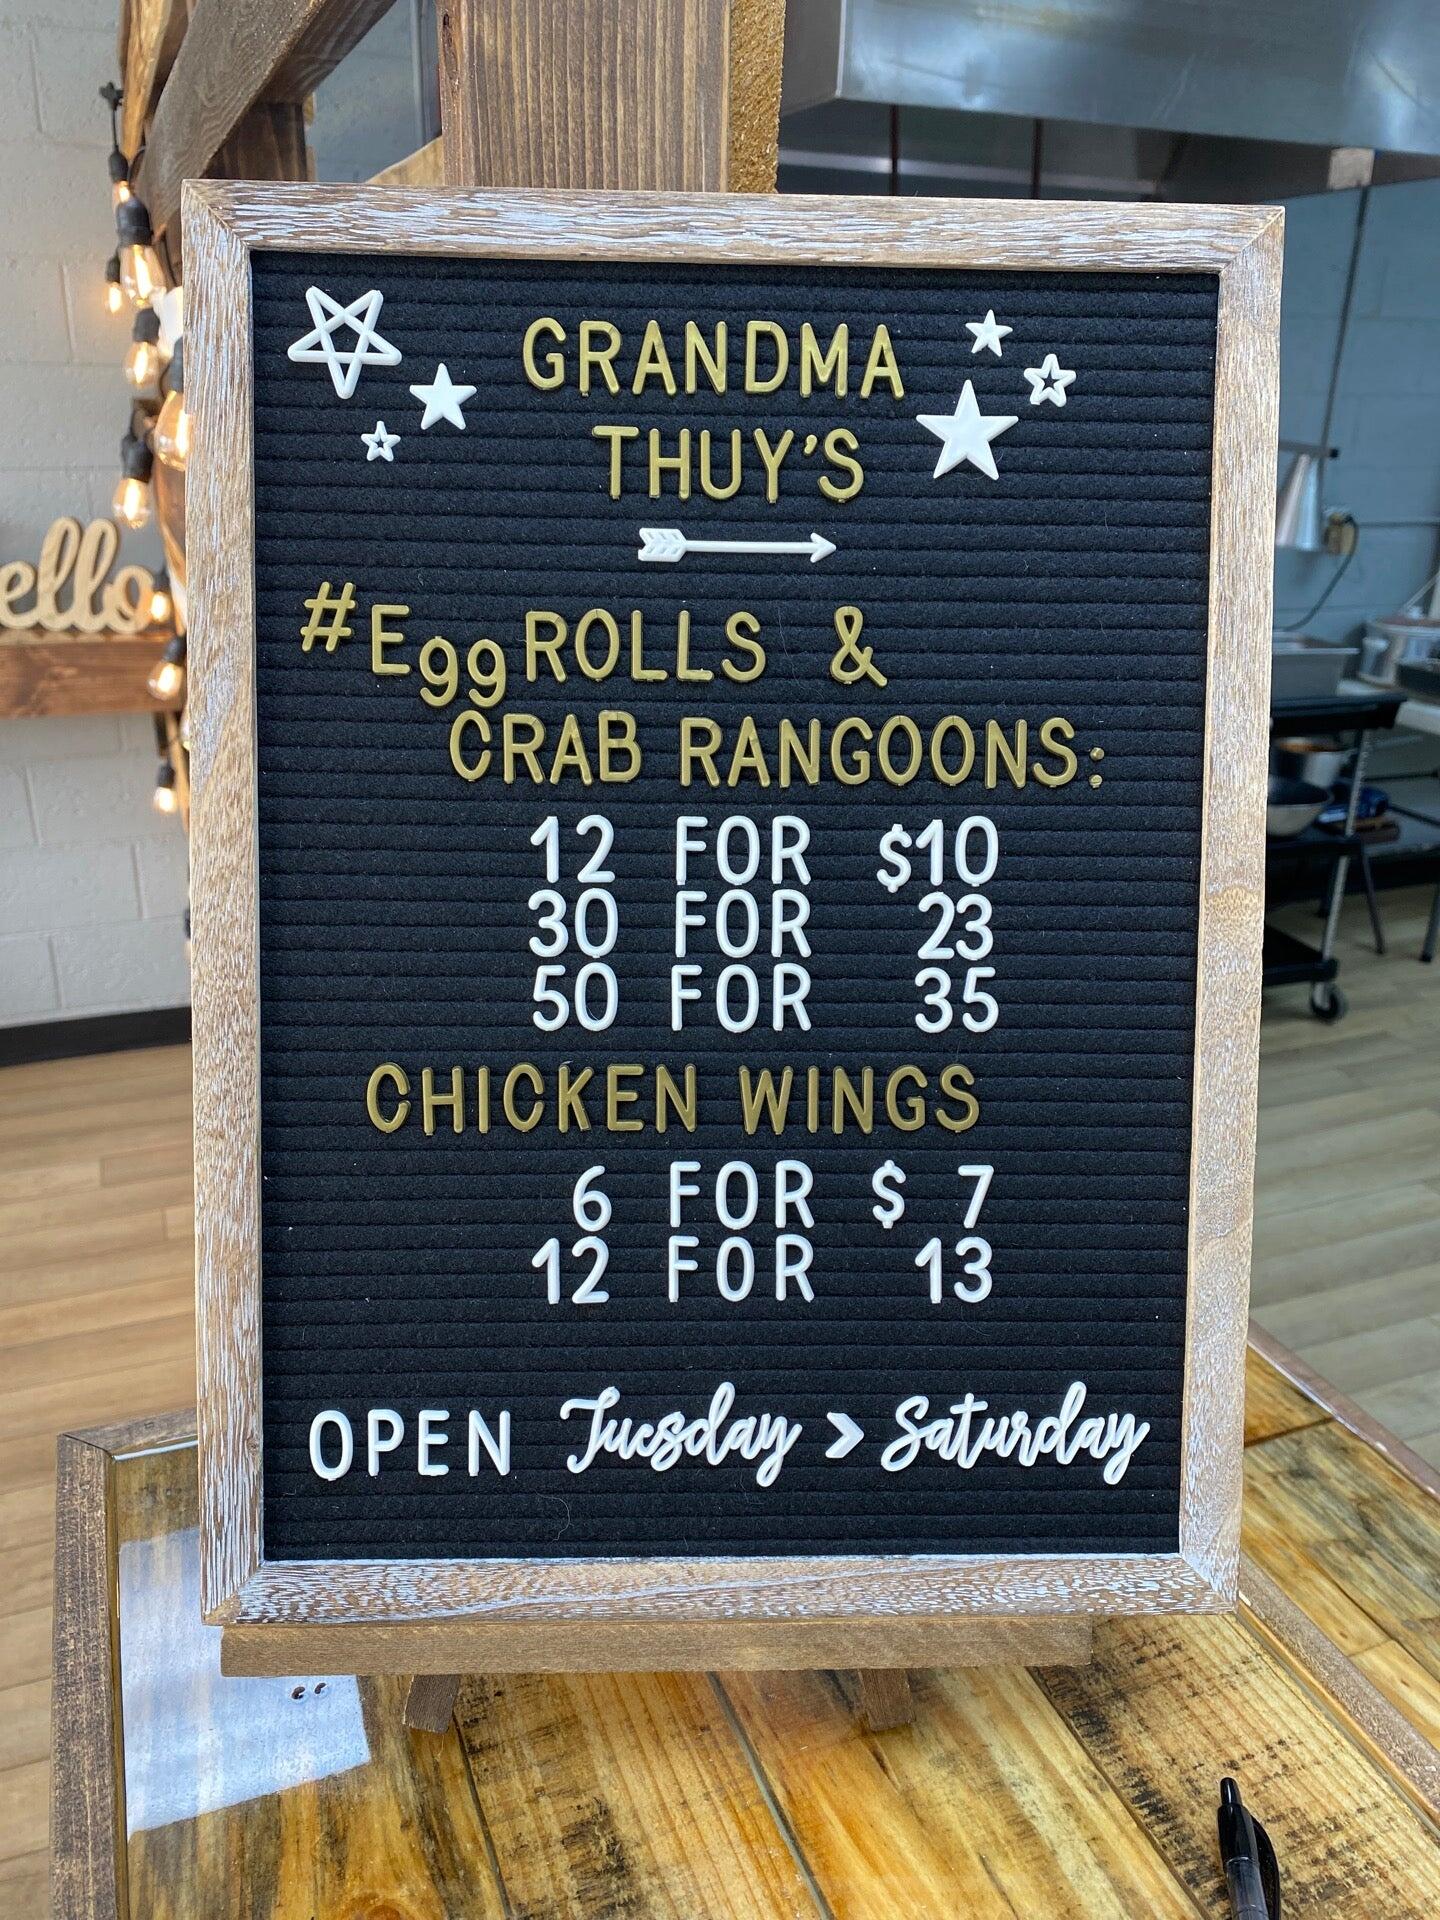 GRANDMA
THUY'S
#Egg ROLLS &
CRAB RANGOONS:
12 FOR $10
30 FOR 23
50 FOR 35
CHICKEN WINGS
6 FOR $ 7
12 FOR 13
OPEN Tuesday > Saturday
ello